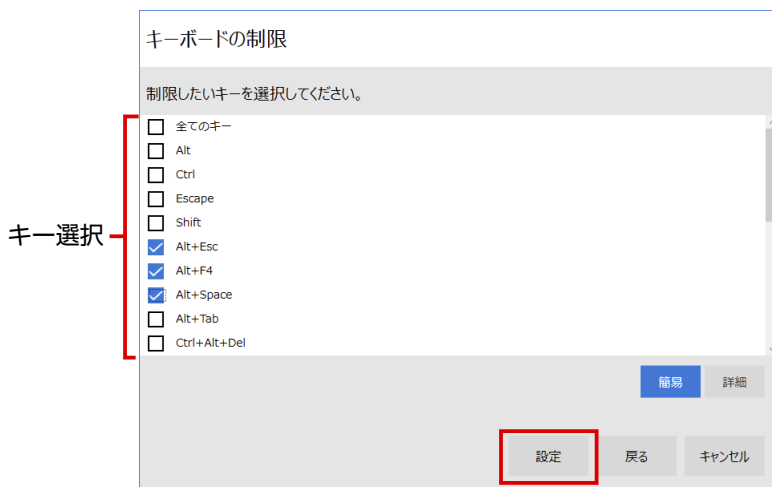 キーボードの制限
制限したいキーを選択してください。
全てのキー
Alt
Ctrl
Escape
Shift
キー選択
Alt+Esc
Alt+F4
Alt+Space
Alt+Tab
Ctrl+Alt+Del
簡易 詳細
設定 戻る キャンセル